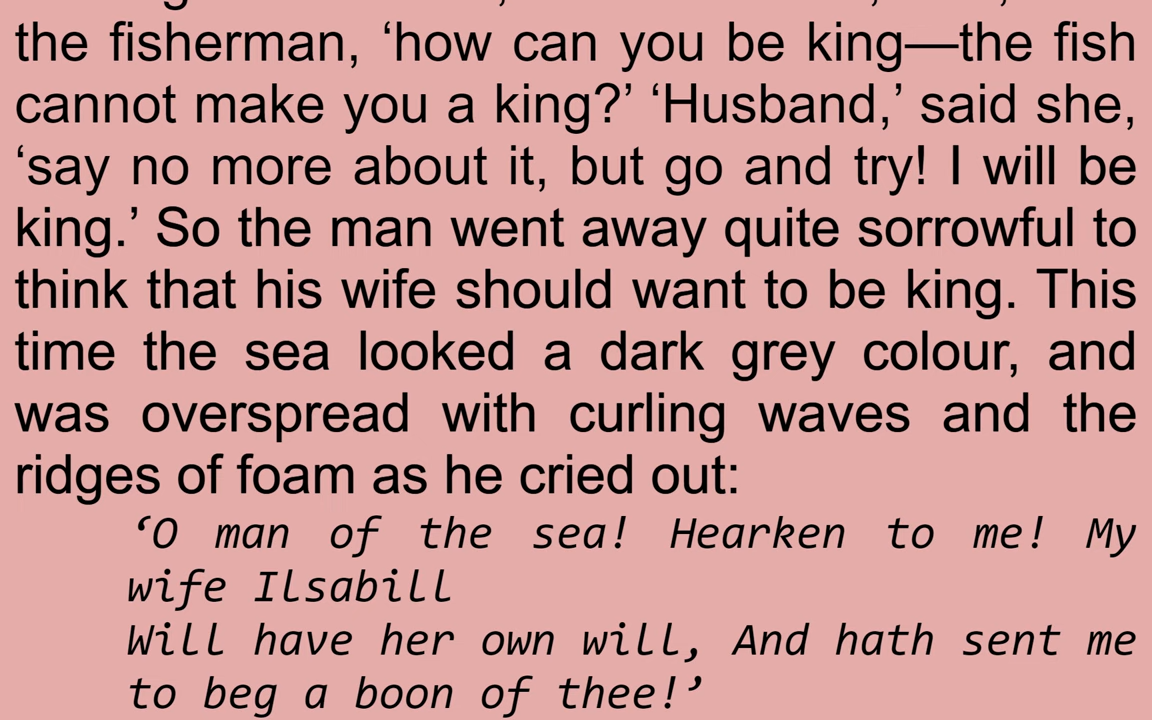 the fisherman, ‘how can you be king—the fish
cannot make you a king?’ ‘Husband,’ said she,
‘say no more about it, but go and try! I will be
king.’ So the man went away quite sorrowful to
think that his wife should want to be king. This
time the sea looked a dark grey colour, and
was overspread with curling waves and the
ridges of foam as he cried out:
‘O man of the sea! Hearken to me! My
wife Ilsabill
Will have her own will, And hath sent me
to beg a boon of thee!’